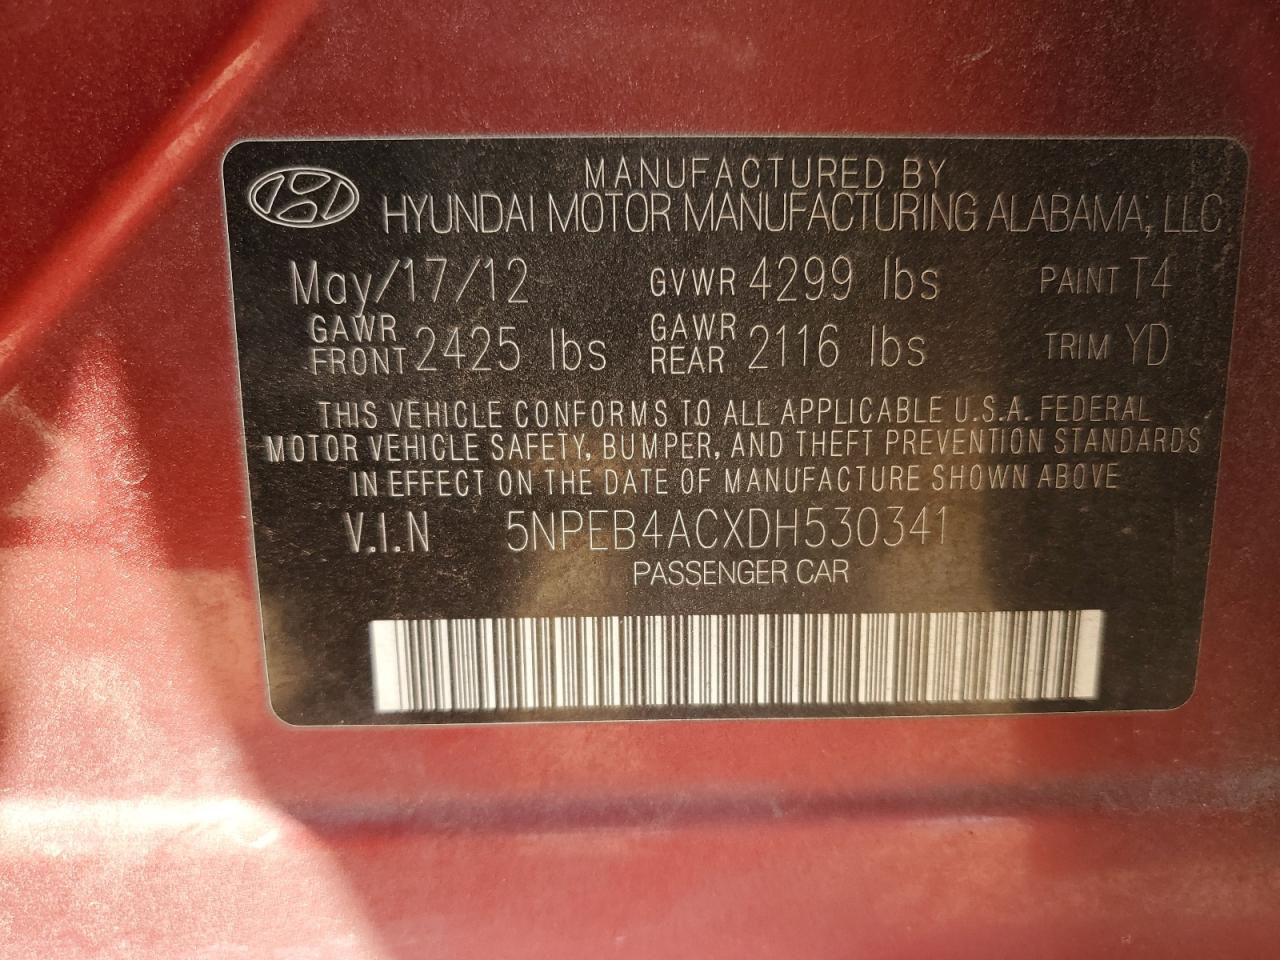 MANUFACTURED BY
HYUNDAI MOTOR MANUFACTURING ALABAMA, LLC
May/17/12 GVWR 4299 lbs PAINT T4
GAWR FRONT 2425 lbs GAWR REAR 2116 lbs TRIM YD
THIS VEHICLE CONFORMS TO ALL APPLICABLE U.S.A. FEDERAL
MOTOR VEHICLE SAFETY, BUMPER, AND THEFT PREVENTION STANDARDS
IN EFFECT ON THE DATE OF MANUFACTURE SHOWN ABOVE
V.I.N 5NPEB4ACXDH530341
PASSENGER CAR